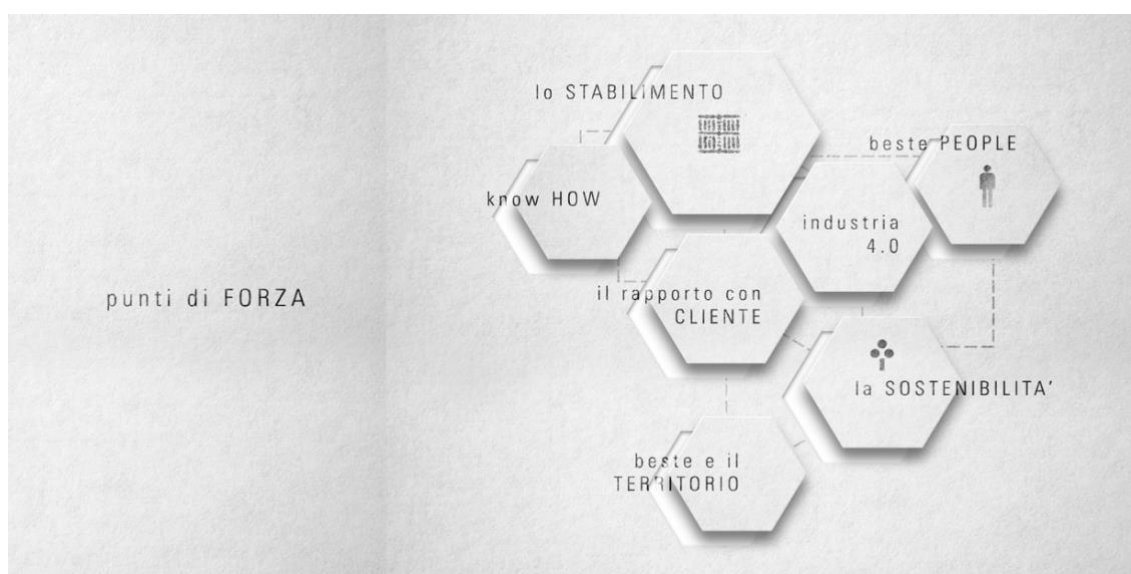 punti di FORZA
lo STABILIMENTO
beste PEOPLE
know HOW
industria
4.0
il rapporto con
CLIENTE
la SOSTENIBILITA'
beste e il
TERRITORIO